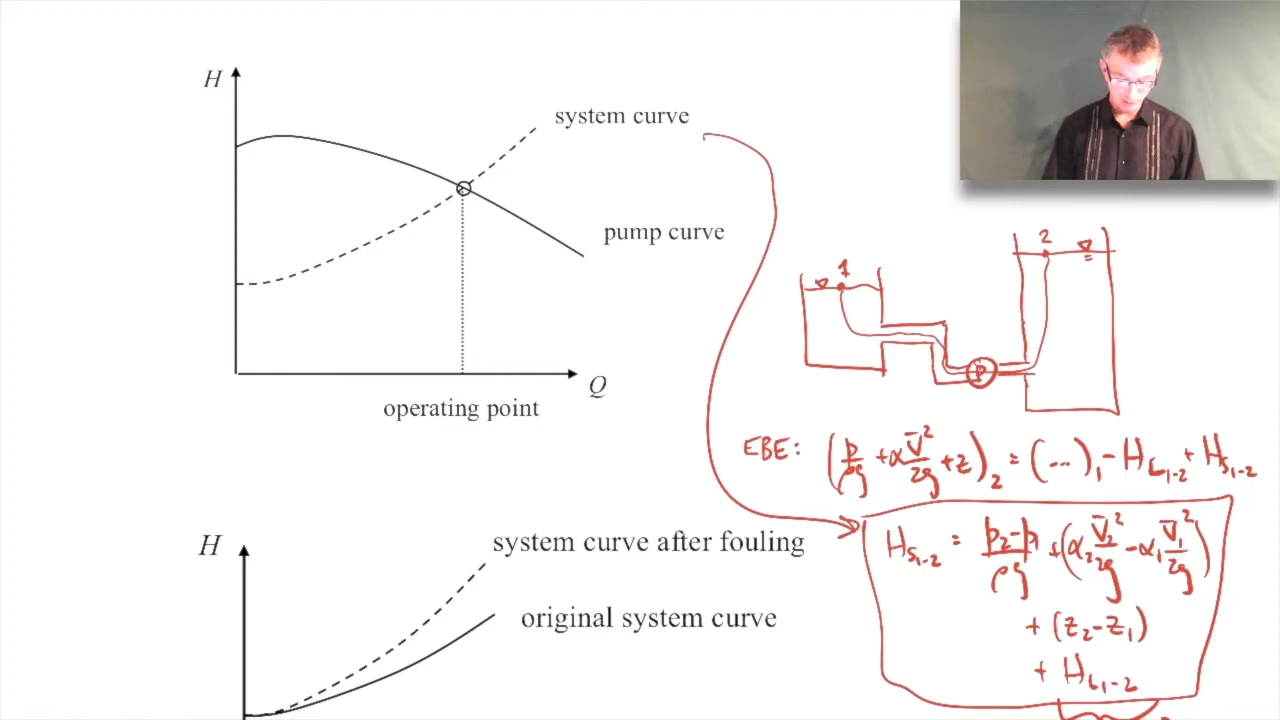 H
system curve
pump curve
Q
operating point
1
2
P
EBE: (p/ρg + αV̄²/2g + z)₂ = (...)₁ - H_L₁₋₂ + H_S₁₋₂
H
system curve after fouling
original system curve
H_S₁₋₂ = p₂-p₁/ρg + (α₂V̄₂²/2g - α₁V̄₁²/2g)
+ (z₂-z₁)
+ H_L₁₋₂